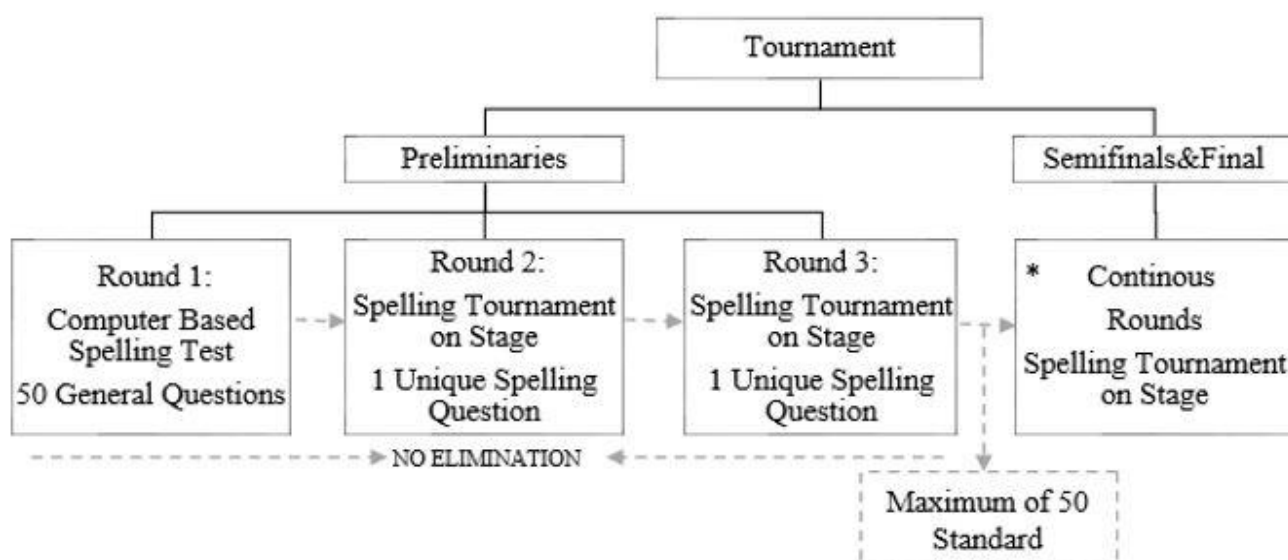 Tournament
Preliminaries
Semifinals&Final
Round 1:
Computer Based
Spelling Test
50 General Questions
Round 2:
Spelling Tournament
on Stage
1 Unique Spelling
Question
Round 3:
Spelling Tournament
on Stage
1 Unique Spelling
Question
* Continous
Rounds
Spelling Tournament
on Stage
NO ELIMINATION
Maximum of 50
Standard